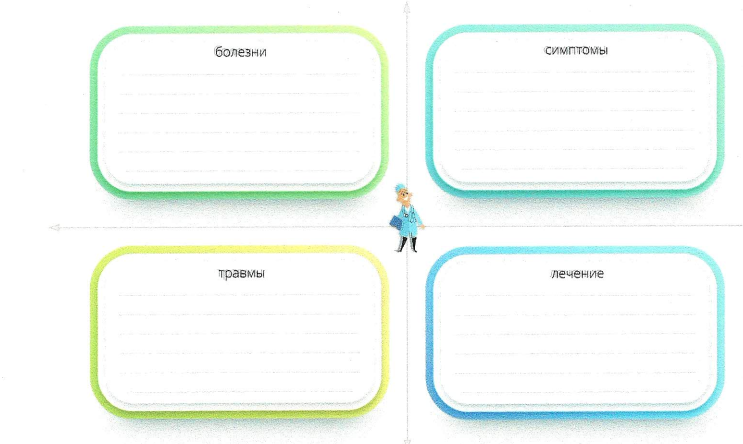 болезни
симптомы
травмы
лечение